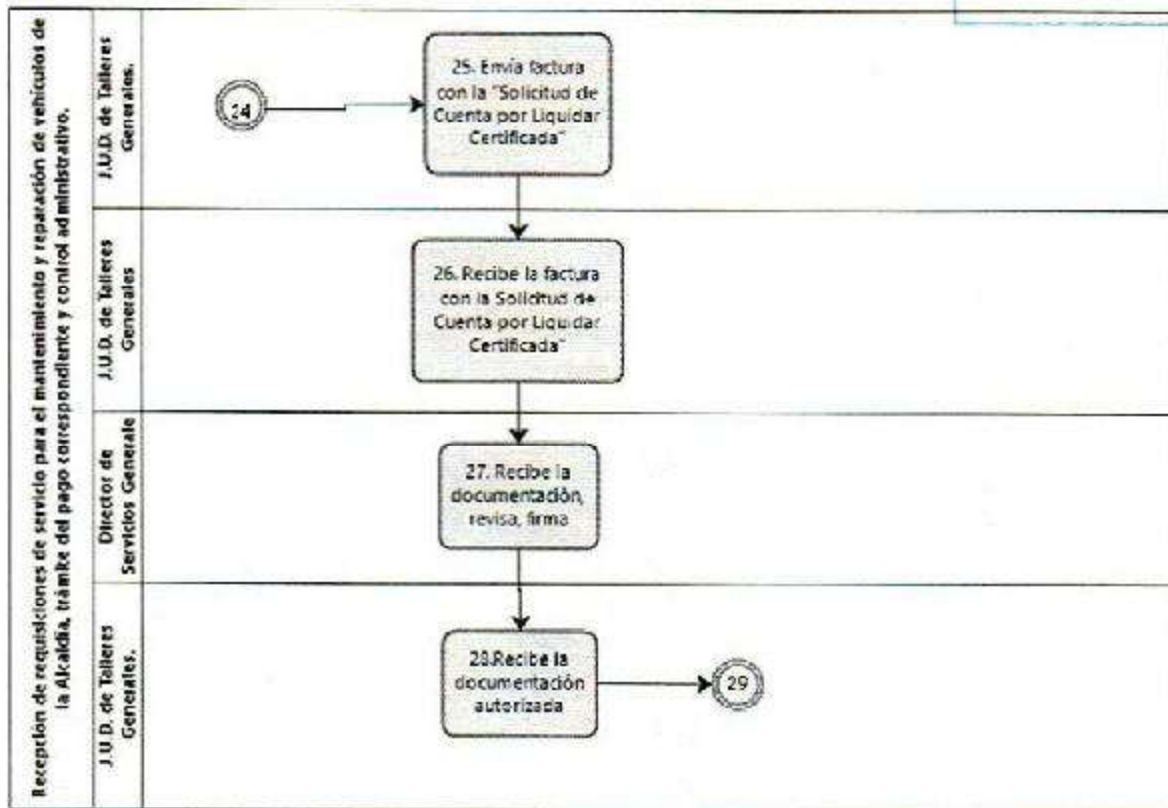 Recepción de requisiciones de servicio para el mantenimiento y reparación de vehículos de
la Alcaldía, trámite del pago correspondiente y control administrativo.
J.U.D. de Talleres
Generales.
24
25. Envía factura
con la "Solicitud de
Cuenta por Liquidar
Certificada"
J.U.D. de Talleres
Generales
26. Recibe la factura
con la Solicitud de
Cuenta por Liquidar
Certificada"
Director de
Servicios Generale
27. Recibe la
documentación,
revisa, firma
J.U.D. de Talleres
Generales.
28.Recibe la
documentación
autorizada
29